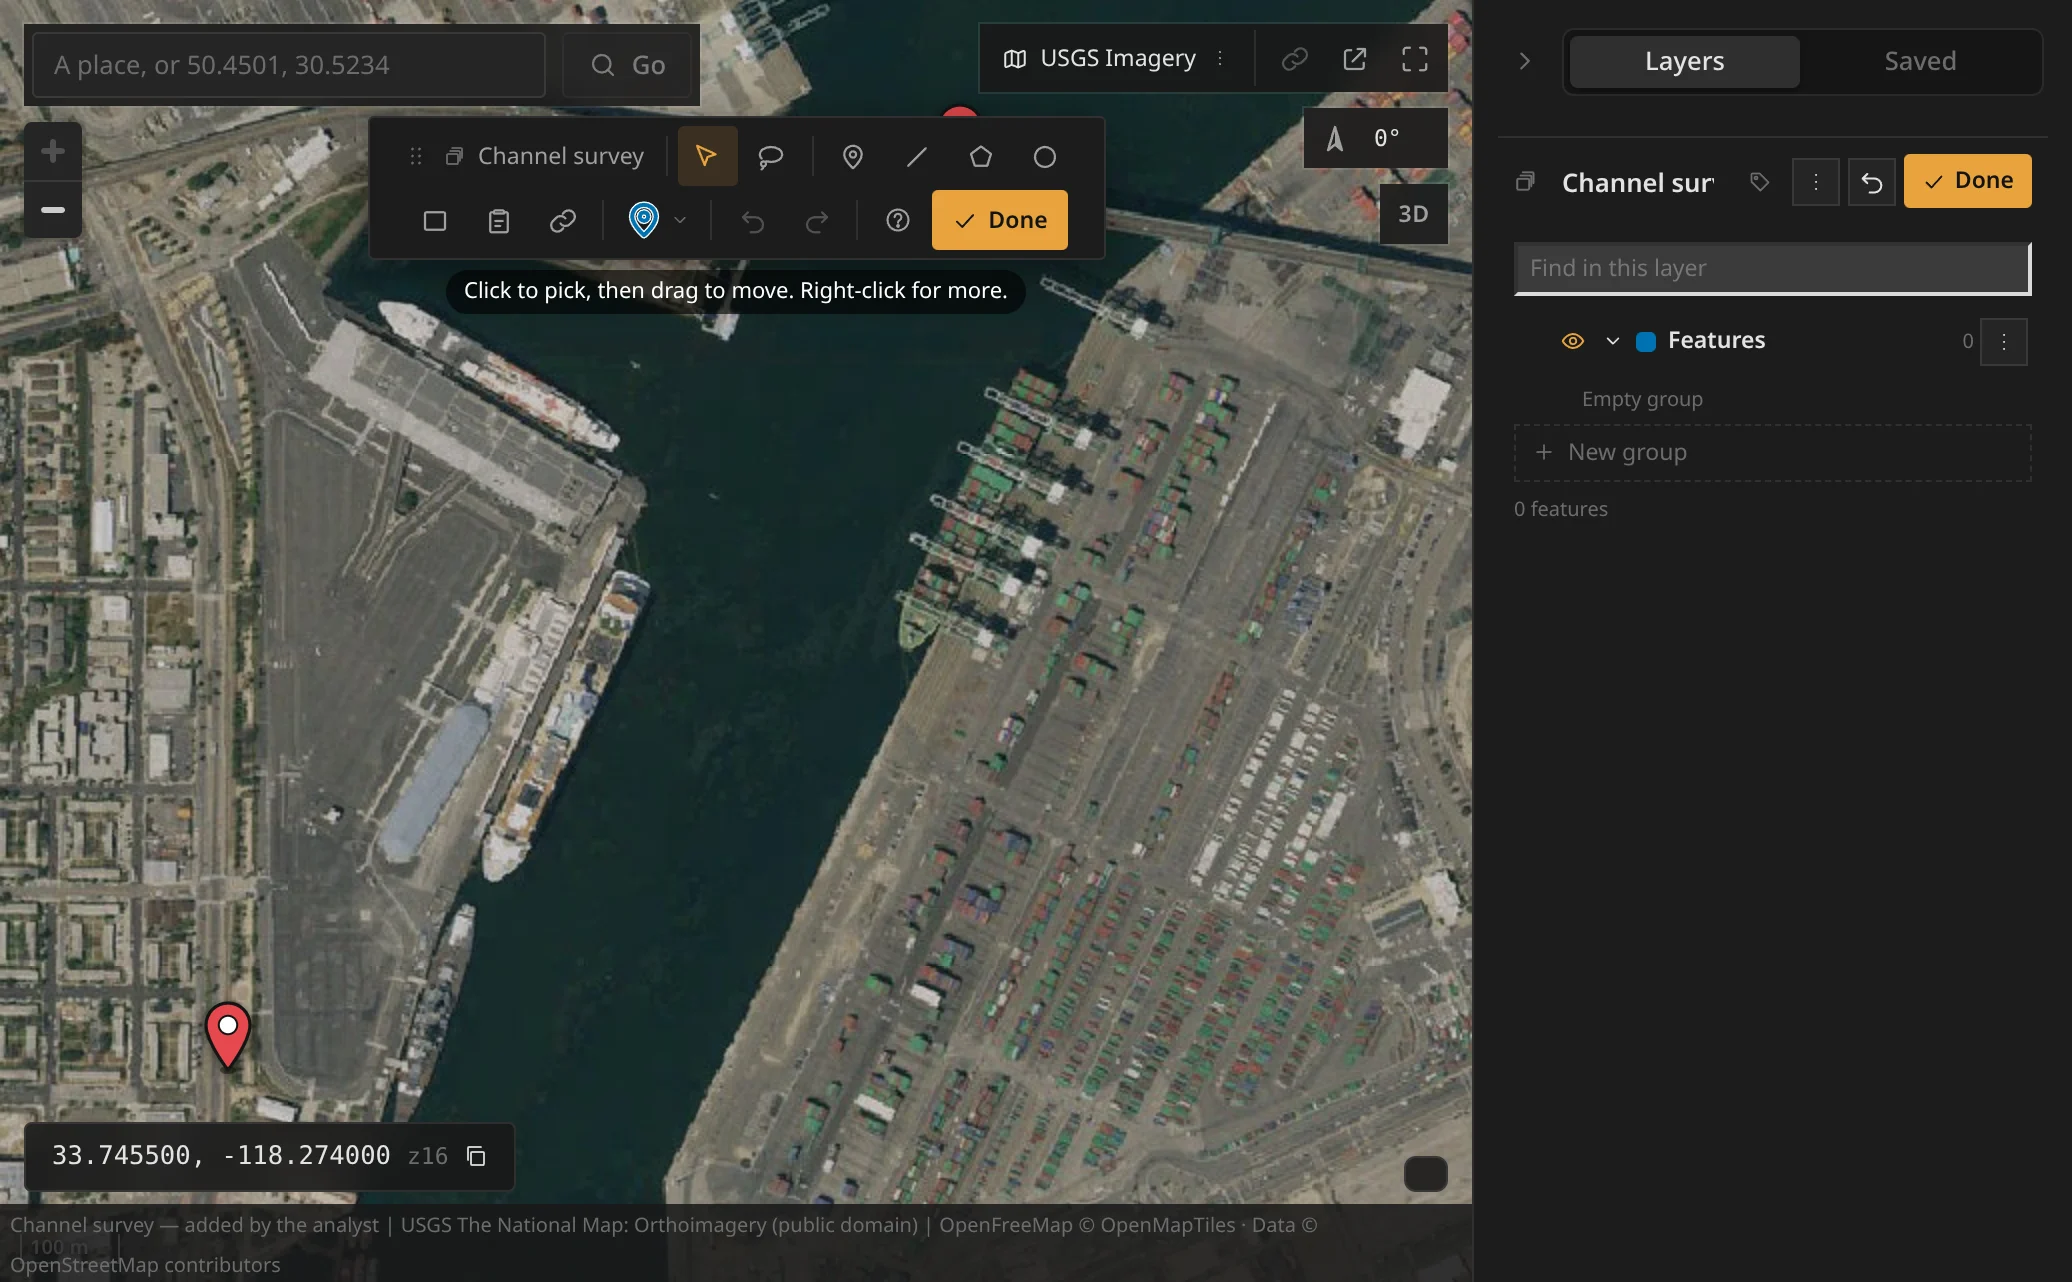 A place, or 50.4501, 30.5234
Go
USGS Imagery
Layers
Saved
0°
3D
Channel survey
Done
Click to pick, then drag to move. Right-click for more.
Channel sur
Done
Find in this layer
Features
0
Empty group
New group
0 features
33.745500, -118.274000 z16
Channel survey — added by the analyst | USGS The National Map: Orthoimagery (public domain) | OpenFreeMap © OpenMapTiles · Data ©
100 m
OpenStreetMap contributors